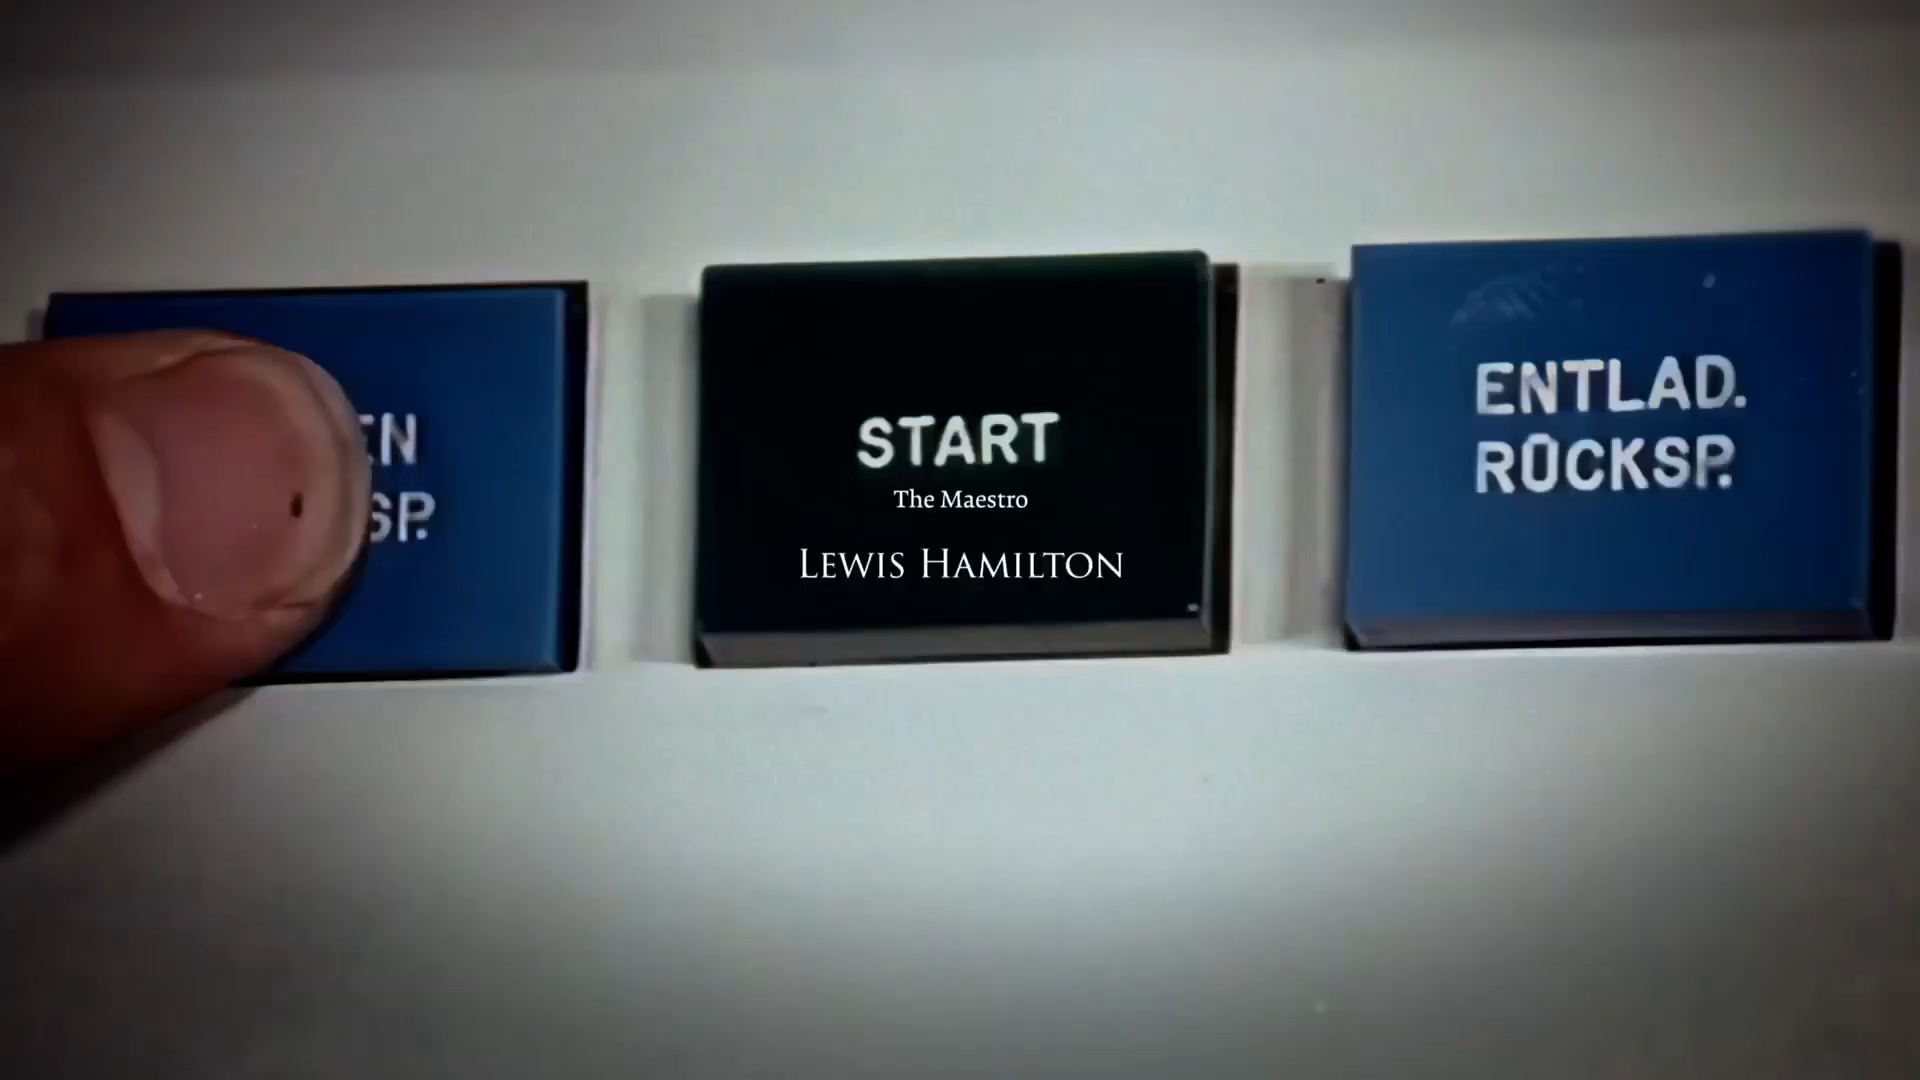 START
The Maestro
LEWIS HAMILTON
ENTLAD.
RÜCKSP.